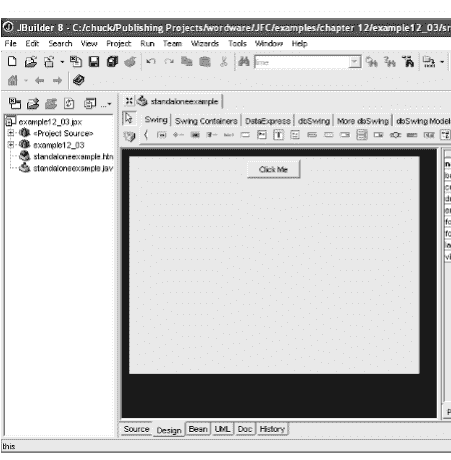 JBuilder 8 - C:/chuck/Publishing Projects/wordware/JFC/examples/chapter 12/example12_03/sr
File Edit Search View Project Run Team Wizards Tools Window Help
ime
standaloneexample
example12_03.jpx
<Project Source>
example12_03
standaloneexample.htm
standaloneexample.jav
Swing Swing Containers DataExpress dbSwing More dbSwing dbSwing Model
Click Me
Source Design Bean UML Doc History
this